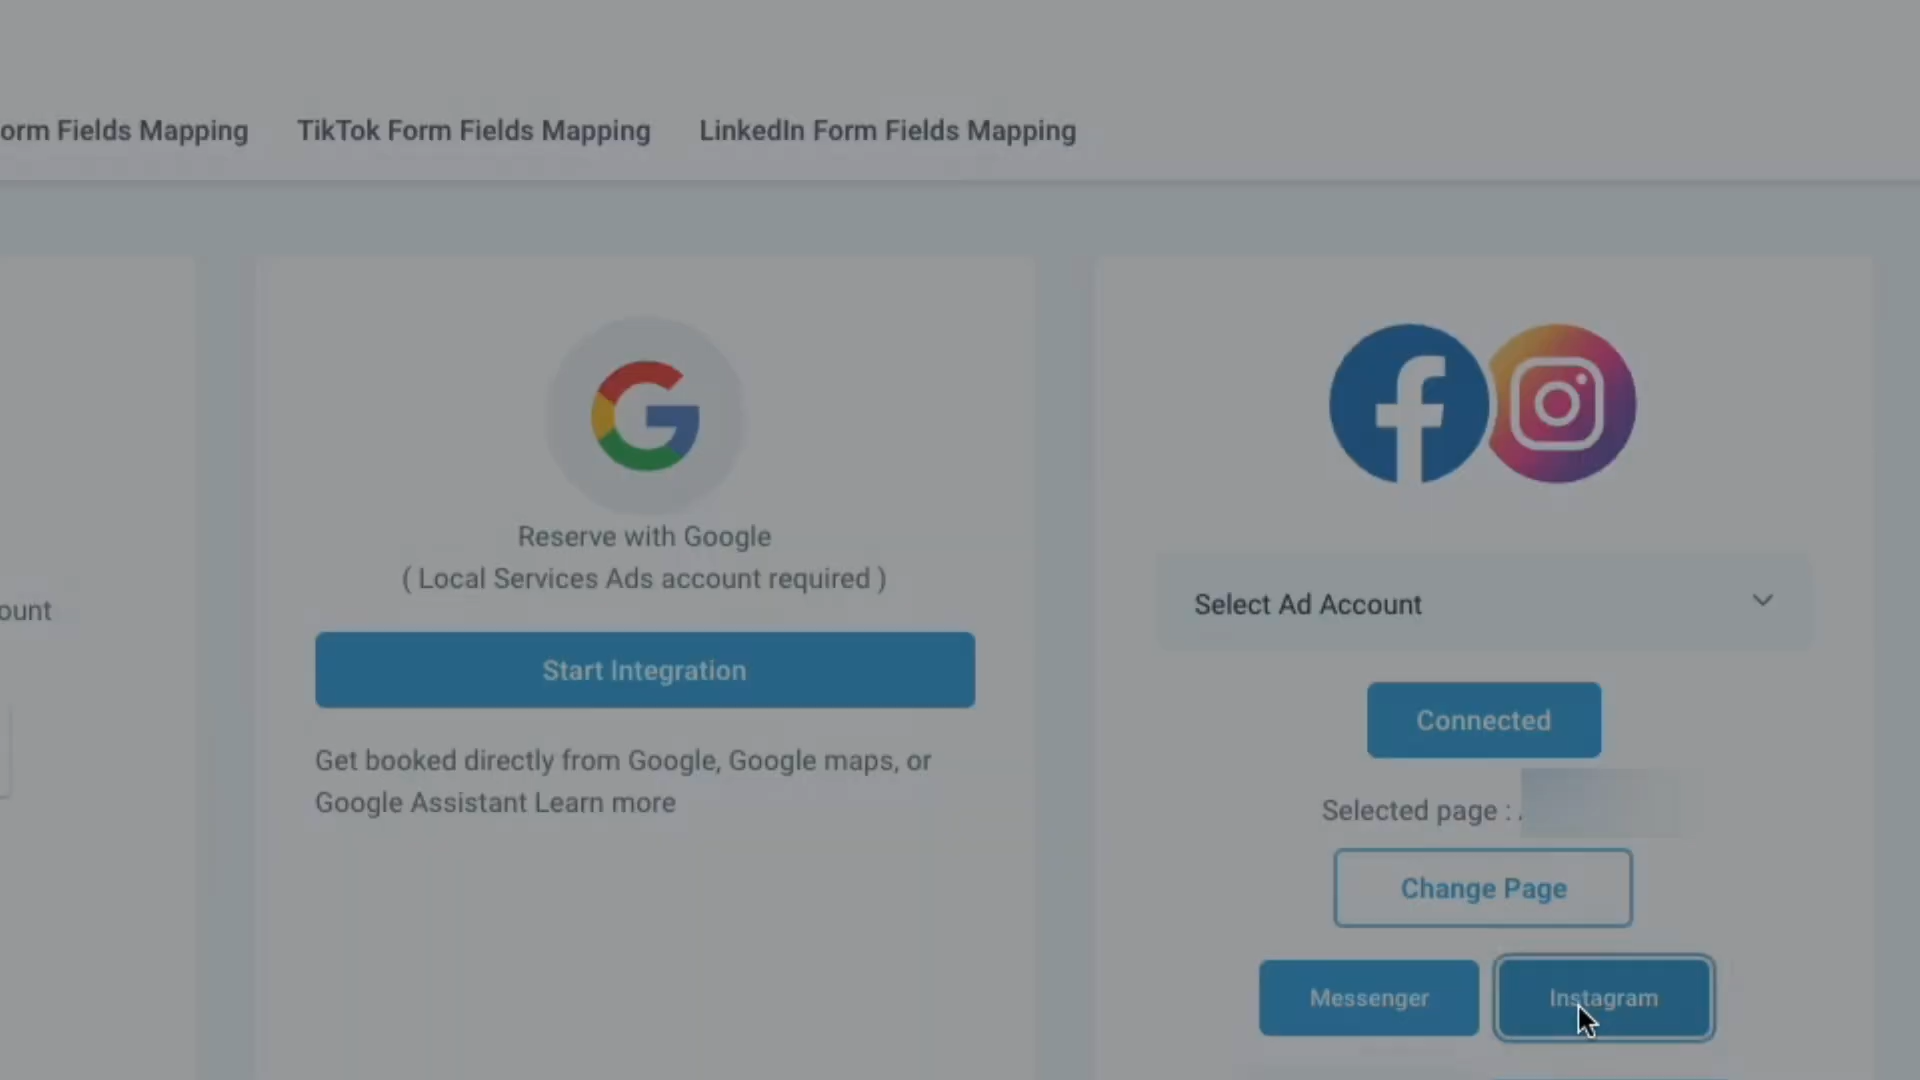 orm Fields Mapping
TikTok Form Fields Mapping
LinkedIn Form Fields Mapping
ount
Reserve with Google
( Local Services Ads account required )
Start Integration
Get booked directly from Google, Google maps, or
Google Assistant Learn more
Select Ad Account
Connected
Selected page :
Change Page
Messenger
Instagram